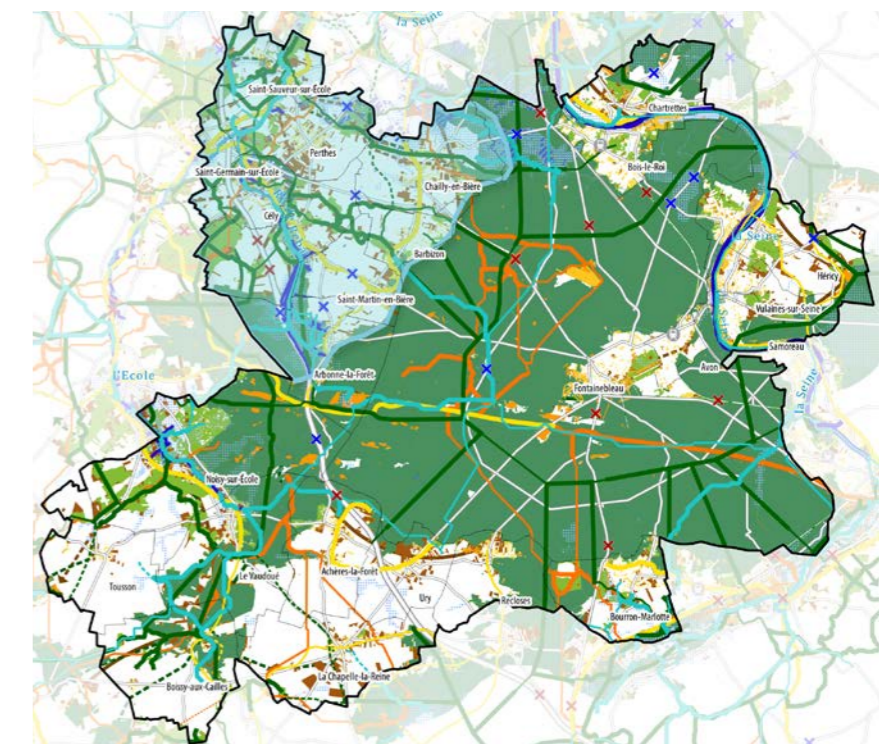 la Seine
Saint-Sauveur-sur-École
Chartrettes
Perthes
Bois-le-Roi
Saint-Germain-sur-École
Chailly-en-Bière
Cély
la Seine
Barbizon
Héricy
Saint-Martin-en-Bière
Vulaines-sur-Seine
Samoreau
l'Ecole
Arbonne-la-Forêt
Avon
Fontainebleau
la Seine
Noisy-sur-École
Achères-la-Forêt
Le Vaudoué
Tousson
Ury
Recloses
Bourron-Marlotte
La Chapelle-la-Reine
Boissy-aux-Cailles